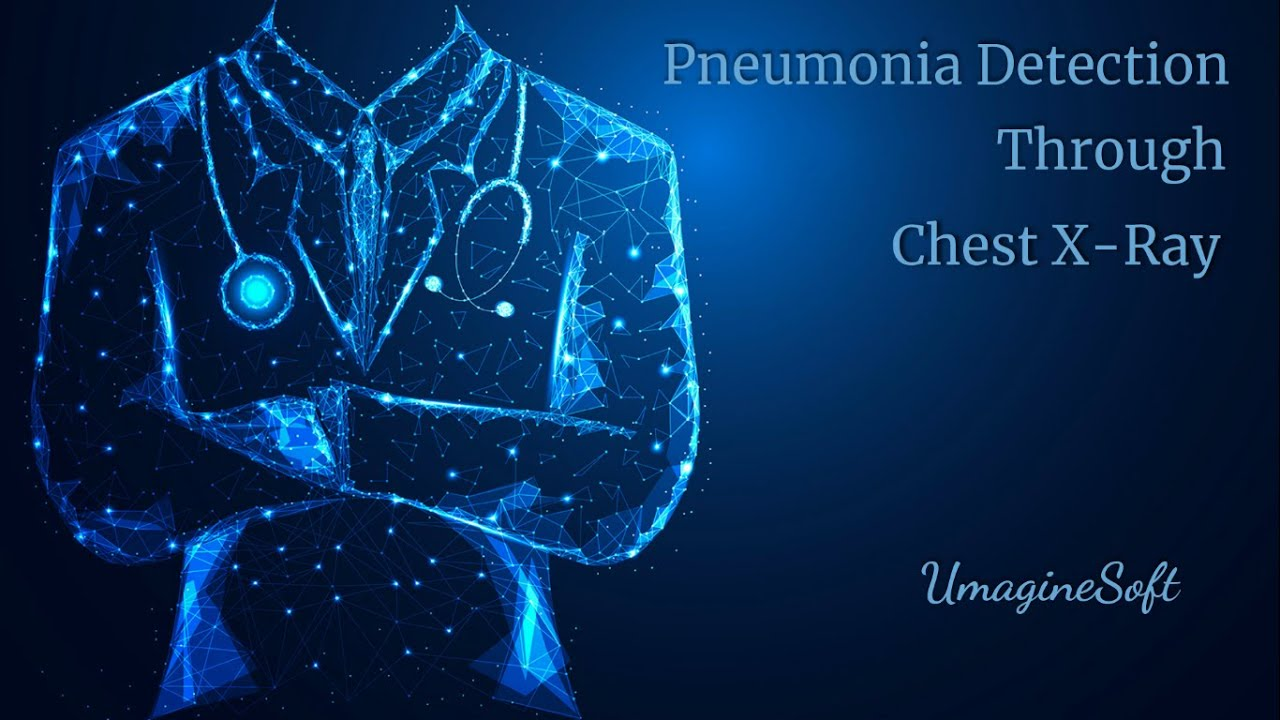 Pneumonia Detection
Through
Chest X-Ray
UmagineSoft